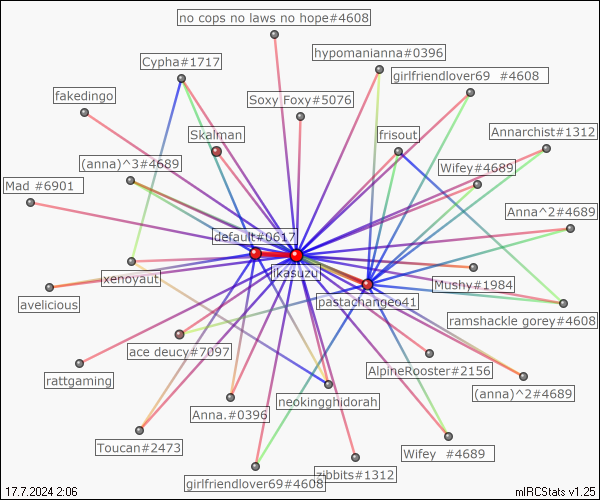 no cops no laws no hope#4608
hypomanianna#0396
Cypha#1717
girlfriendlover69 #4608
fakedingo
Soxy Foxy#5076
Skalman
frisout
Annarchist#1312
(anna)^3#4689
Wifey#4689
Mad #6901
Anna^2#4689
default#0617
ikasuzu
xenoyaut
Mushy#1984
pastachangeo41
avelicious
ramshackle gorey#4608
ace deucy#7097
AlpineRooster#2156
rattgaming
(anna)^2#4689
neokingghidorah
Anna.#0396
Toucan#2473
Wifey #4689
zibbits#1312
girlfriendlover69#4608
17.7.2024 2:06
mIRCStats v1.25